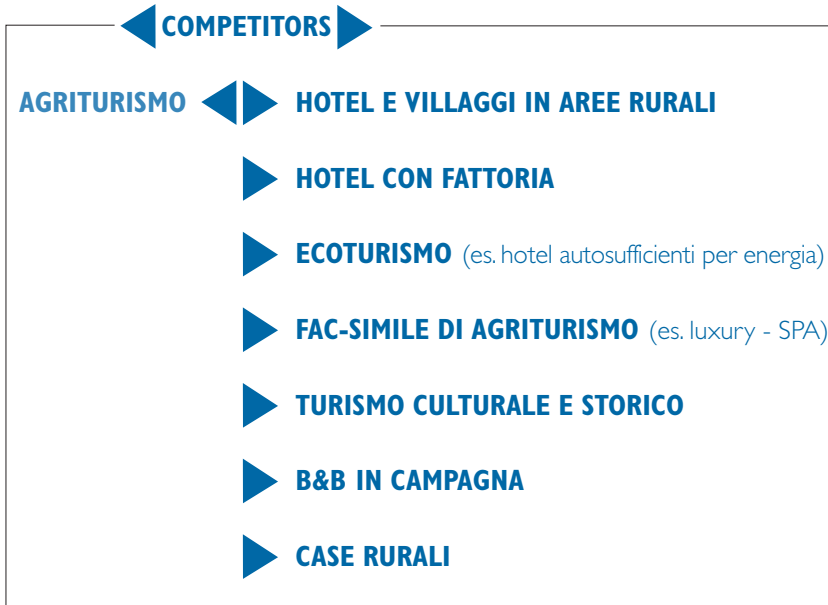 COMPETITORS
AGRITURISMO HOTEL E VILLAGGI IN AREE RURALI
HOTEL CON FATTORIA
ECOTURISMO (es. hotel autosufficienti per energia)
FAC-SIMILE DI AGRITURISMO (es. luxury - SPA)
TURISMO CULTURALE E STORICO
B&B IN CAMPAGNA
CASE RURALI